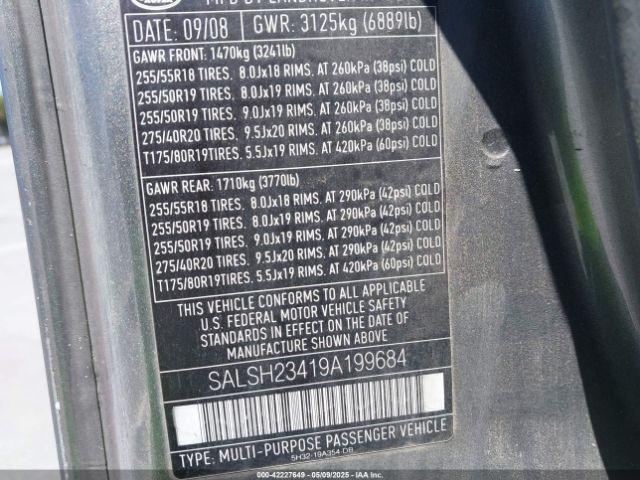 DATE: 09/08 GWR: 3125kg (6889lb)
GAWR FRONT: 1470kg (3241lb)
255/55R18 TIRES. 8.0Jx18 RIMS. AT 260kPa (38psi) COLD
255/50R19 TIRES. 8.0Jx19 RIMS. AT 260kPa (38psi) COLD
255/50R19 TIRES. 9.0Jx19 RIMS. AT 260kPa (38psi) COLD
275/40R20 TIRES. 9.5Jx20 RIMS. AT 260kPa (38psi) COLD
T175/80R19TIRES. 5.5Jx19 RIMS. AT 420kPa (60psi) COLD
GAWR REAR: 1710kg (3770lb)
255/55R18 TIRES. 8.0Jx18 RIMS. AT 290kPa (42psi) COLD
255/50R19 TIRES. 8.0Jx19 RIMS. AT 290kPa (42psi) COLD
255/50R19 TIRES. 9.0Jx19 RIMS. AT 290kPa (42psi) COLD
275/40R20 TIRES. 9.5Jx20 RIMS. AT 290kPa (42psi) COLD
T175/80R19TIRES. 5.5Jx19 RIMS. AT 420kPa (60psi) COLD
THIS VEHICLE CONFORMS TO ALL APPLICABLE
U.S. FEDERAL MOTOR VEHICLE SAFETY
STANDARDS IN EFFECT ON THE DATE OF
MANUFACTURE SHOWN ABOVE
SALSH23419A199684
TYPE: MULTI-PURPOSE PASSENGER VEHICLE
5H32-19A354-DB
© 42227649 - 05/09/2025 - IAAI.COM